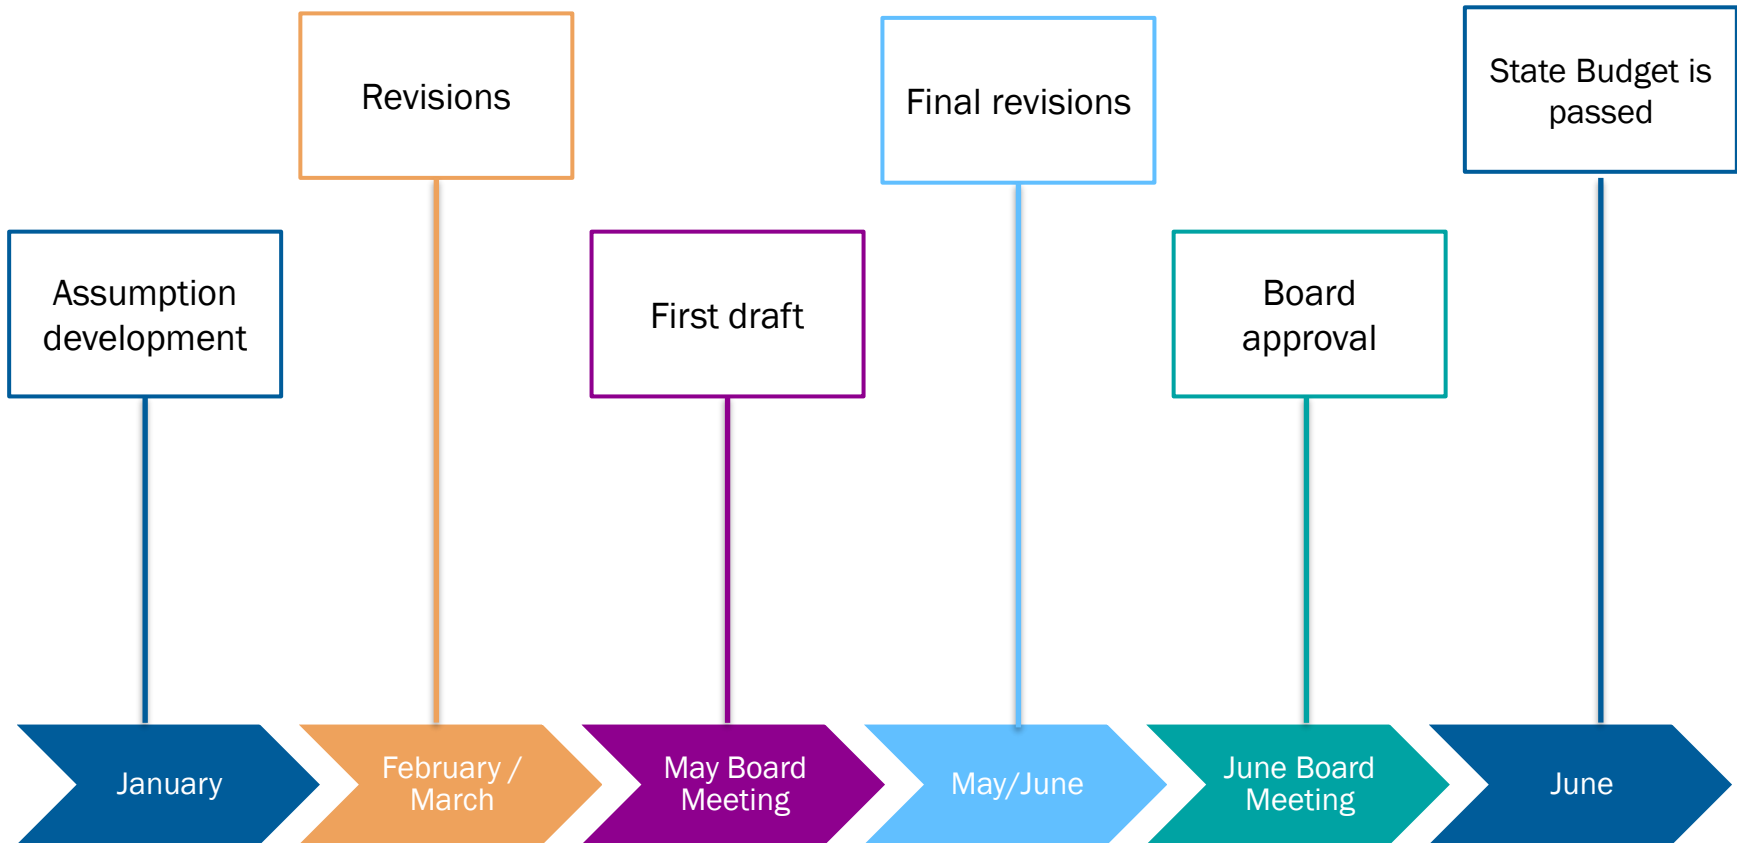 Revisions
Final revisions
State Budget is
passed
Assumption
development
First draft
Board
approval
January
February /
March
May Board
Meeting
May/June
June Board
Meeting
June